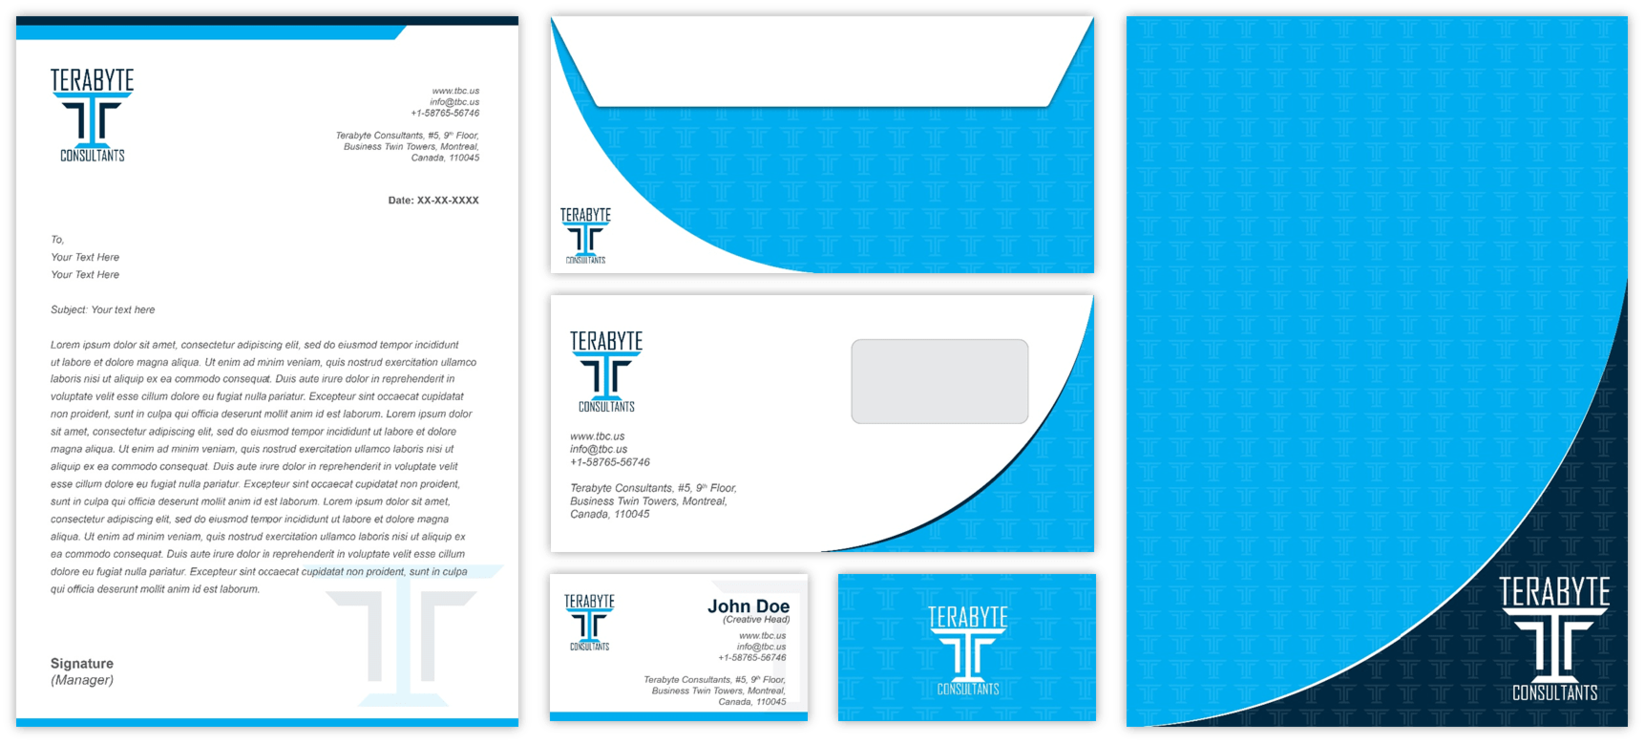 TERABYTE
CONSULTANTS
www.tbc.us
info@tbc.us
+1-58765-56746
Terabyte Consultants, #5, 9th Floor,
Business Twin Towers, Montreal,
Canada, 110045
Date: XX-XX-XXXX
To,
Your Text Here
Your Text Here
Subject: Your text here
Lorem ipsum dolor sit amet, consectetur adipiscing elit, sed do eiusmod tempor incididunt
ut labore et dolore magna aliqua. Ut enim ad minim veniam, quis nostrud exercitation ullamco
laboris nisi ut aliquip ex ea commodo consequat. Duis aute irure dolor in reprehenderit in
voluptate velit esse cillum dolore eu fugiat nulla pariatur. Excepteur sint occaecat cupidatat
non proident, sunt in culpa qui officia deserunt mollit anim id est laborum. Lorem ipsum dolor
sit amet, consectetur adipiscing elit, sed do eiusmod tempor incididunt ut labore et dolore
magna aliqua. Ut enim ad minim veniam, quis nostrud exercitation ullamco laboris nisi ut
aliquip ex ea commodo consequat. Duis aute irure dolor in reprehenderit in voluptate velit
esse cillum dolore eu fugiat nulla pariatur. Excepteur sint occaecat cupidatat non proident,
sunt in culpa qui officia deserunt mollit anim id est laborum. Lorem ipsum dolor sit amet,
consectetur adipiscing elit, sed do eiusmod tempor incididunt ut labore et dolore magna
aliqua. Ut enim ad minim veniam, quis nostrud exercitation ullamco laboris nisi ut aliquip ex
ea commodo consequat. Duis aute irure dolor in reprehenderit in voluptate velit esse cillum
dolore eu fugiat nulla pariatur. Excepteur sint occaecat cupidatat non proident, sunt in culpa
qui officia deserunt mollit anim id est laborum.
Signature
(Manager)
TERABYTE
CONSULTANTS
TERABYTE
CONSULTANTS
www.tbc.us
info@tbc.us
+1-58765-56746
Terabyte Consultants, #5, 9th Floor,
Business Twin Towers, Montreal,
Canada, 110045
TERABYTE
CONSULTANTS
John Doe
(Creative Head)
www.tbc.us
info@tbc.us
+1-58765-56746
Terabyte Consultants, #5, 9th Floor,
Business Twin Towers, Montreal,
Canada, 110045
TERABYTE
CONSULTANTS
TERABYTE
CONSULTANTS